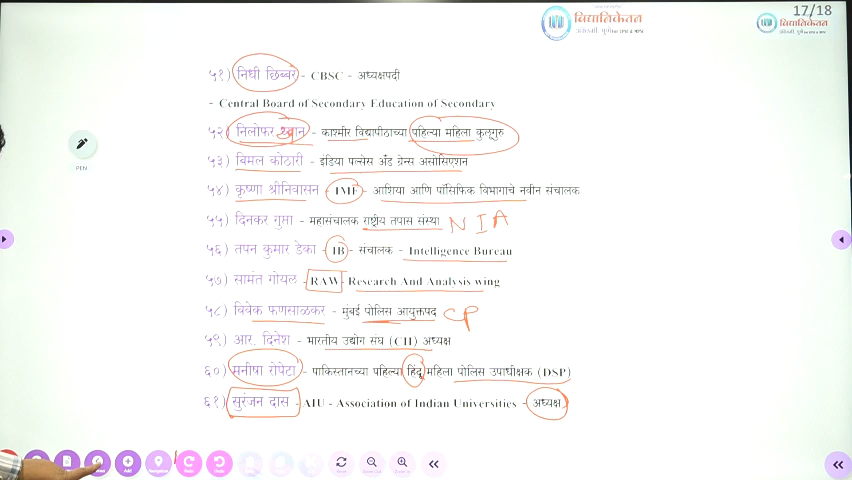 17/18
विद्यानिकेतन
विद्यानिकेतन
५१) निधी छिब्बर - CBSC - अध्यक्षपदी
- Central Board of Secondary Education of Secondary
५२) निलोफर खान - काश्मीर विद्यापीठाच्या पहिल्या महिला कुलूगुरु
५३) बिमल कोठारी - इंडिया पल्सेस अँड ग्रेन्स असोसिएशन
PEN
५४) कृष्णा श्रीनिवासन - IMF - आशिया आणि पॉसिफिक विभागाचे नवीन संचालक
५५) दिनकर गुप्ता - महासंचालक राष्ट्रीय तपास संस्था NIA
५६) तपन कुमार डेका - IB - संचालक - Intelligence Bureau
५७) सामंत गोयल - RAW - Research And Analysis wing
५८) विवेक फणसाळकर - मुंबई पोलिस आयुक्तपद CP
५९) आर. दिनेश - भारतीय उद्योग संघ (CII) अध्यक्ष
६०) मनीषा रोपेटा - पाकिस्तानच्या पहिल्या हिंदू महिला पोलिस उपाधीक्षक (DSP)
६१) सुरंजन दास - AIU - Association of Indian Universities - अध्यक्ष